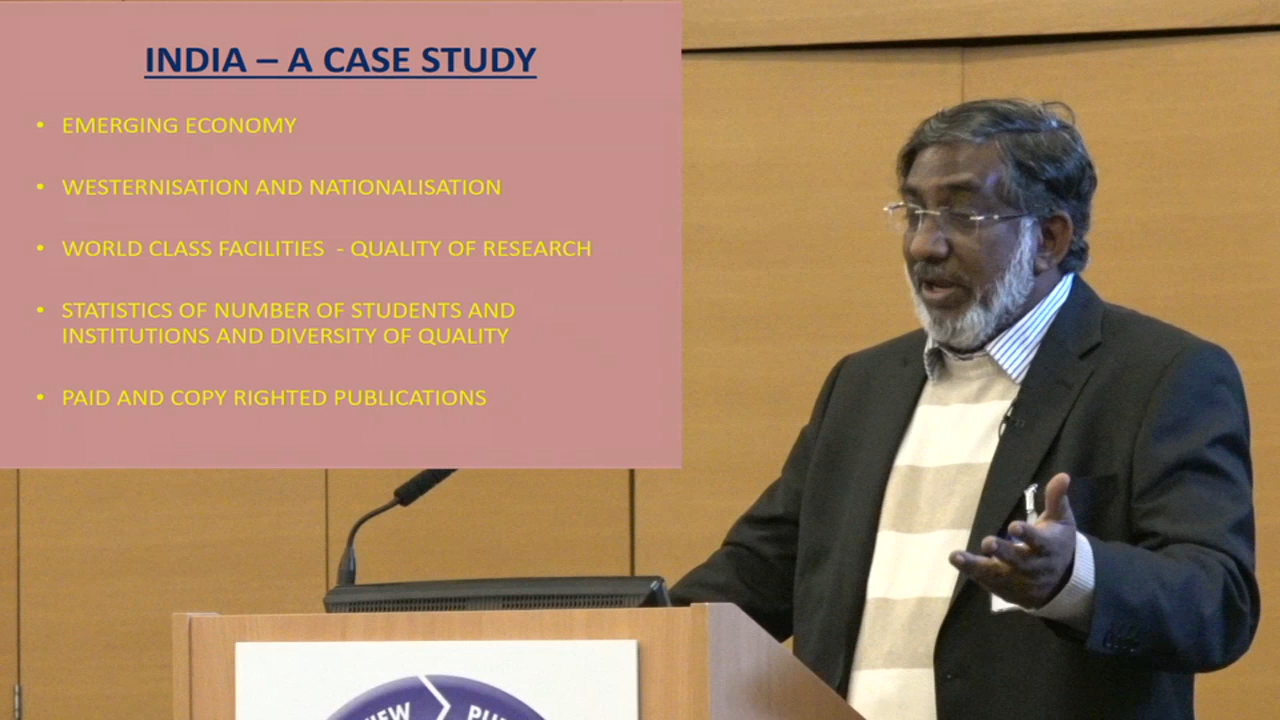 INDIA – A CASE STUDY
• EMERGING ECONOMY
• WESTERNISATION AND NATIONALISATION
• WORLD CLASS FACILITIES - QUALITY OF RESEARCH
• STATISTICS OF NUMBER OF STUDENTS AND
INSTITUTIONS AND DIVERSITY OF QUALITY
• PAID AND COPY RIGHTED PUBLICATIONS